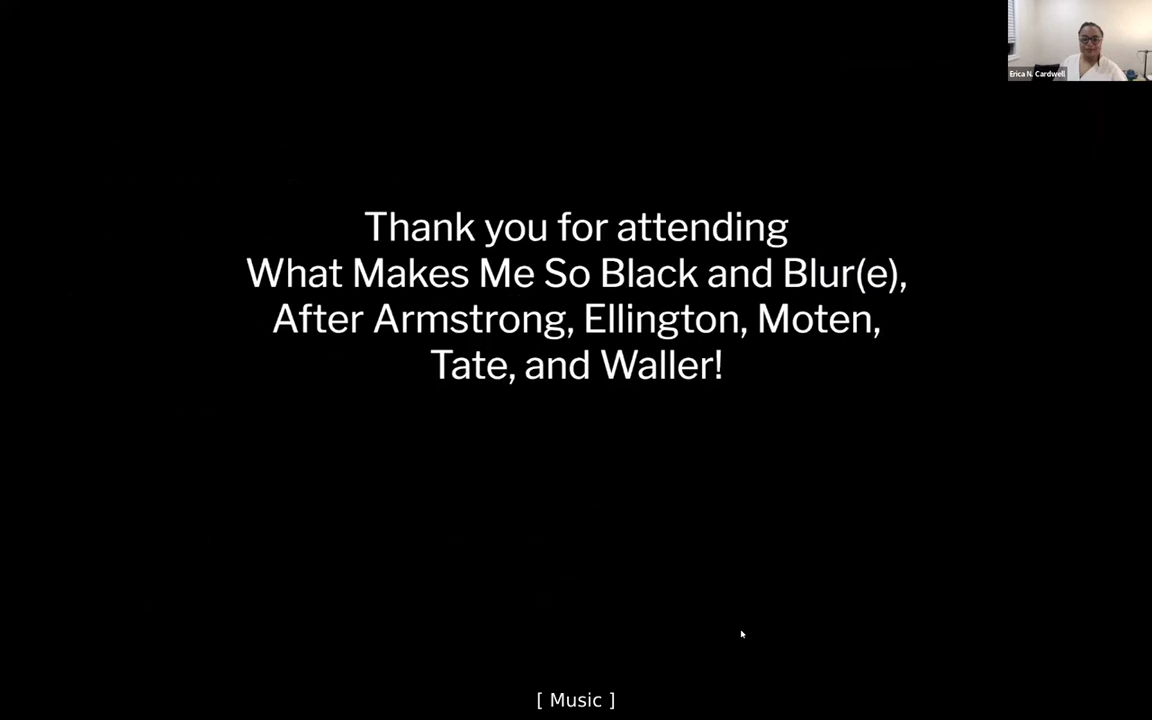 Erica N. Cardwell
Thank you for attending
What Makes Me So Black and Blur(e),
After Armstrong, Ellington, Moten,
Tate, and Waller!
[ Music ]